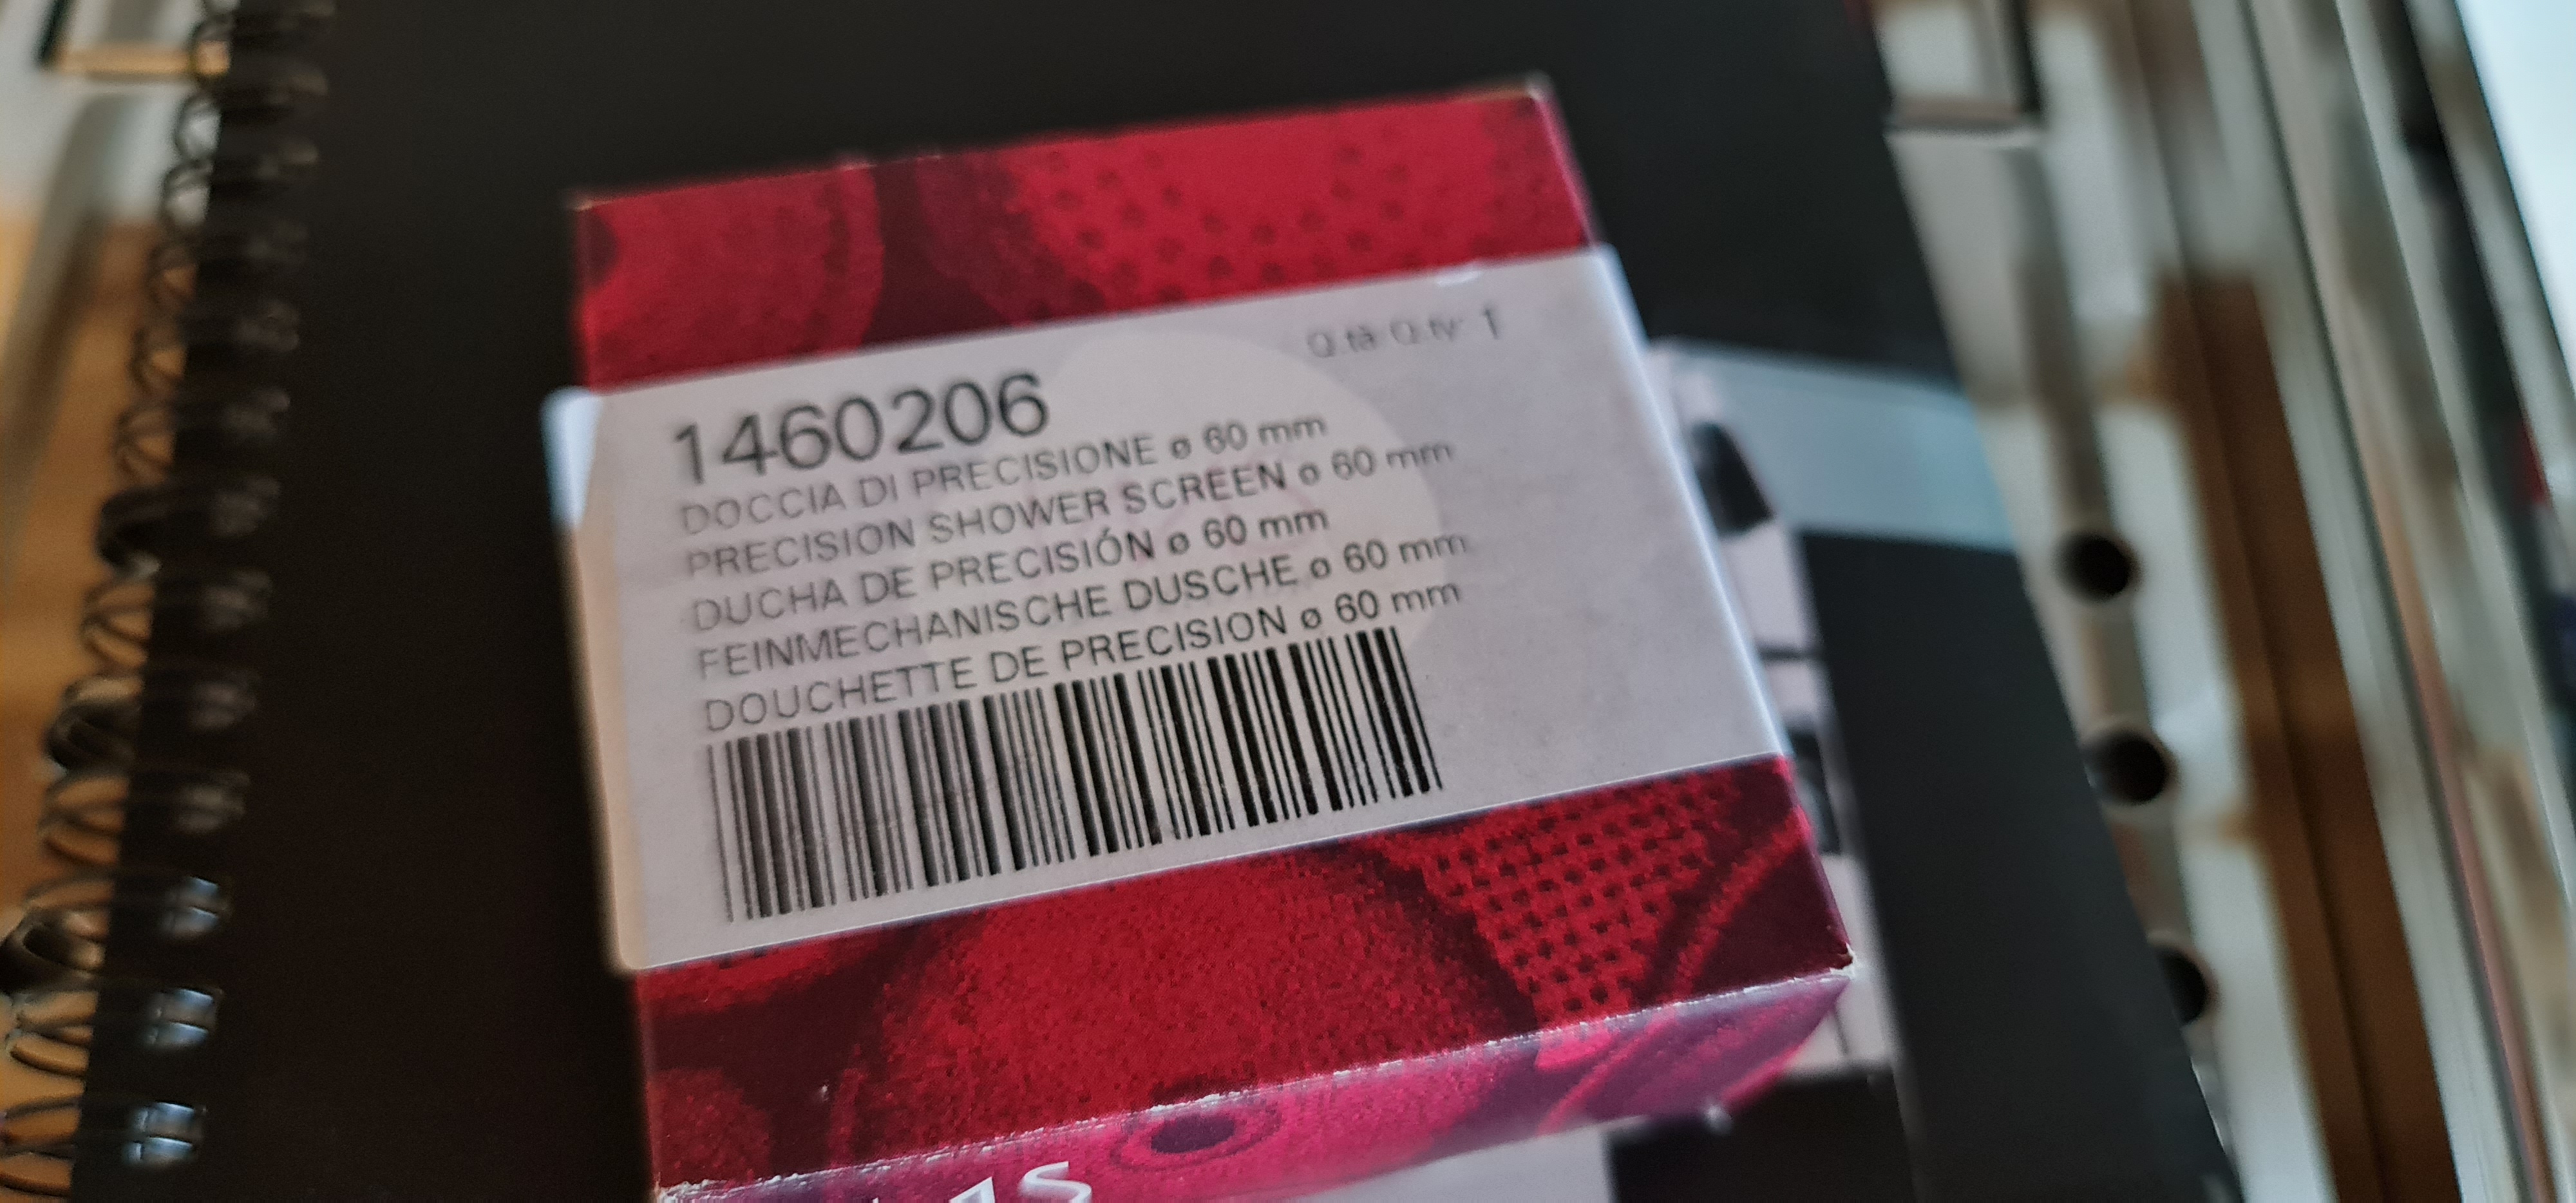 Q.tà-Q.ty: 1
1460206
DOCCIA DI PRECISIONE ø 60 mm
PRECISION SHOWER SCREEN ø 60 mm
DUCHA DE PRECISIÓN ø 60 mm
FEINMECHANISCHE DUSCHE ø 60 mm
DOUCHETTE DE PRECISION ø 60 mm